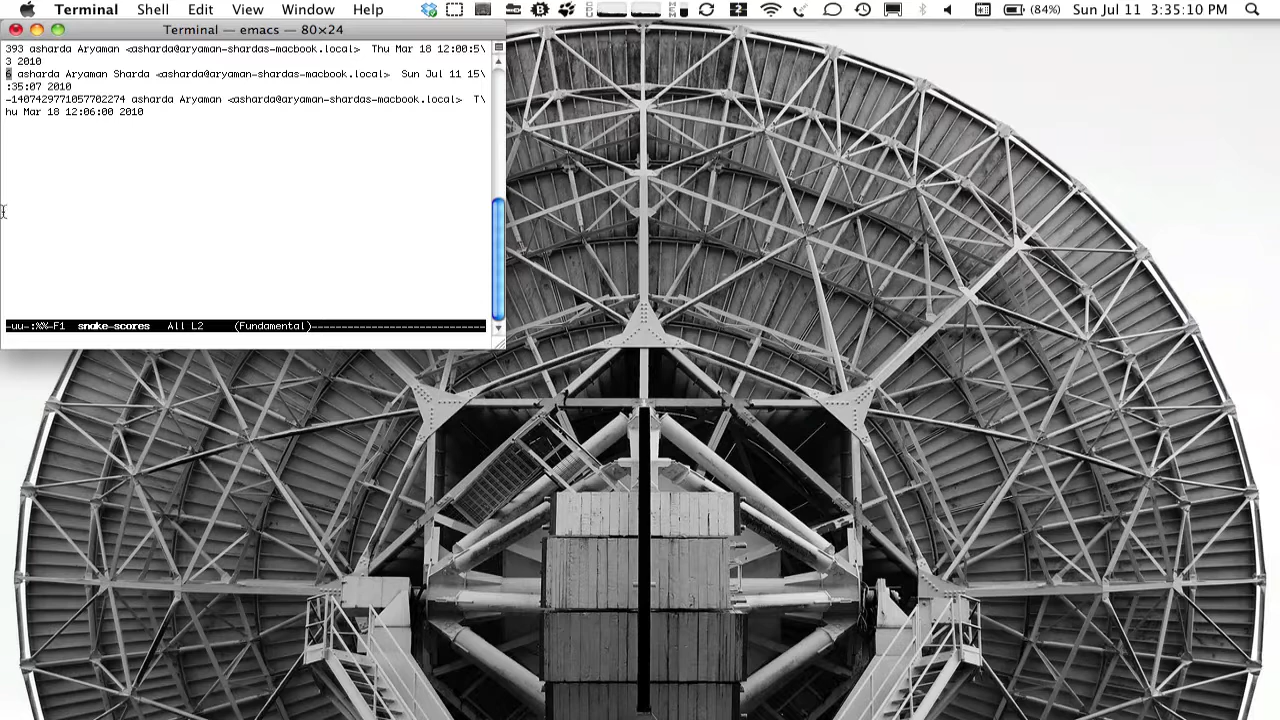 Terminal Shell Edit View Window Help (84%) Sun Jul 11 3:35:10 PM
Terminal — emacs — 80×24
393 asharda Aryaman <asharda@aryaman-shardas-macbook.local>  Thu Mar 18 12:00:5\
3 2010
6 asharda Aryaman Sharda <asharda@aryaman-shardas-macbook.local>  Sun Jul 11 15\
:35:07 2010
-1407429771057702274 asharda Aryaman <asharda@aryaman-shardas-macbook.local>  T\
hu Mar 18 12:06:00 2010
-uu-:%%-F1  snake-scores   All L2     (Fundamental)-----------------------------